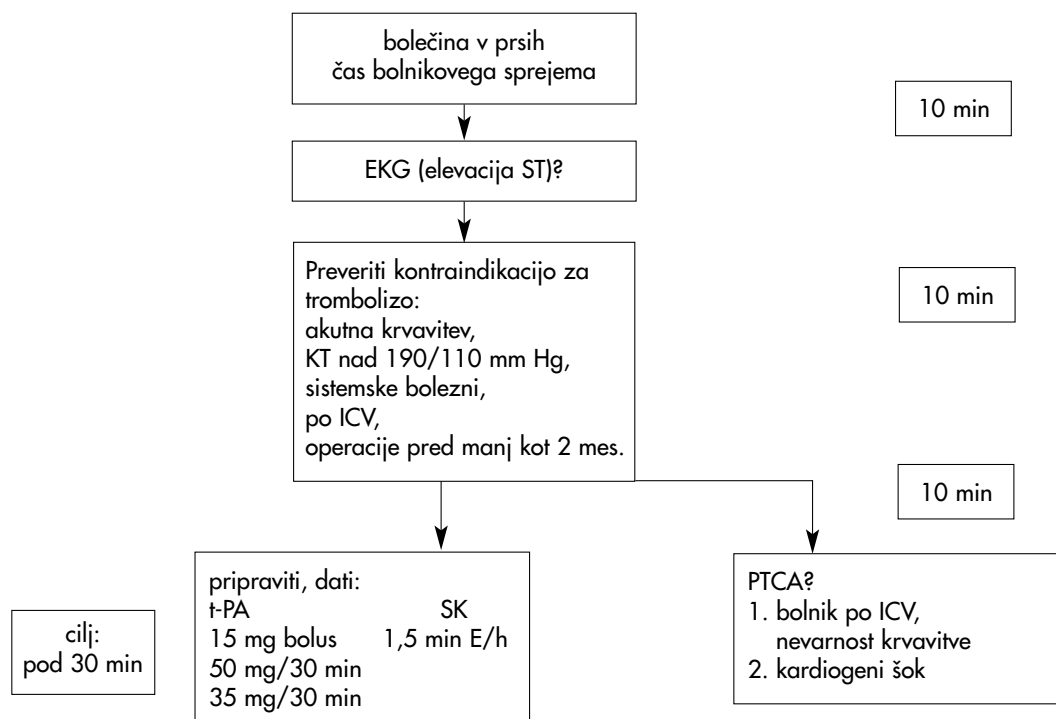 bolečina v prsih
čas bolnikovega sprejema
10 min
EKG (elevacija ST)?
Preveriti kontraindikacijo za
trombolizo:
akutna krvavitev,
KT nad 190/110 mm Hg,
sistemske bolezni,
po ICV,
operacije pred manj kot 2 mes.
10 min
10 min
pripraviti, dati:
t-PA SK
15 mg bolus 1,5 min E/h
50 mg/30 min
35 mg/30 min
PTCA?
1. bolnik po ICV,
nevarnost krvavitve
2. kardiogeni šok
cilj:
pod 30 min